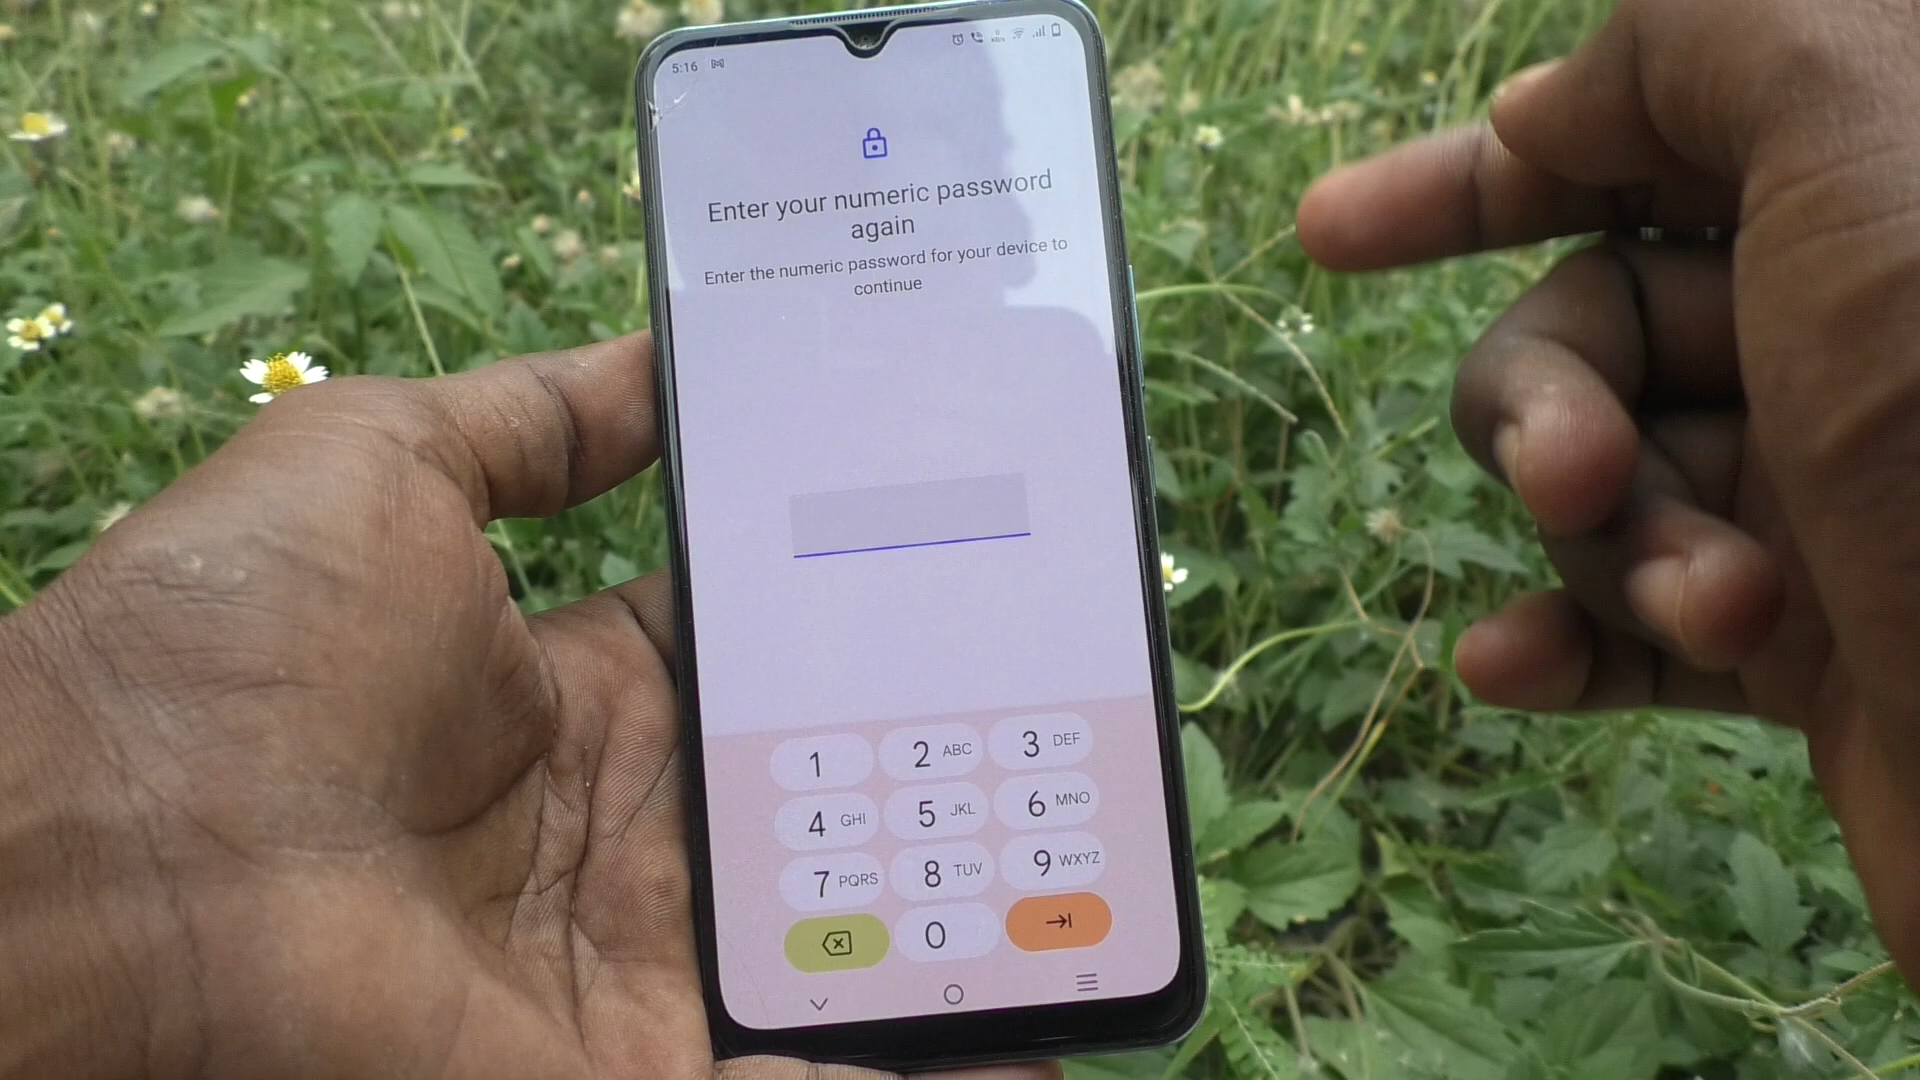 5:16
Enter your numeric password
again
Enter the numeric password for your device to
continue
1 2 ABC 3 DEF
4 GHI 5 JKL 6 MNO
7 PQRS 8 TUV 9 WXYZ
0